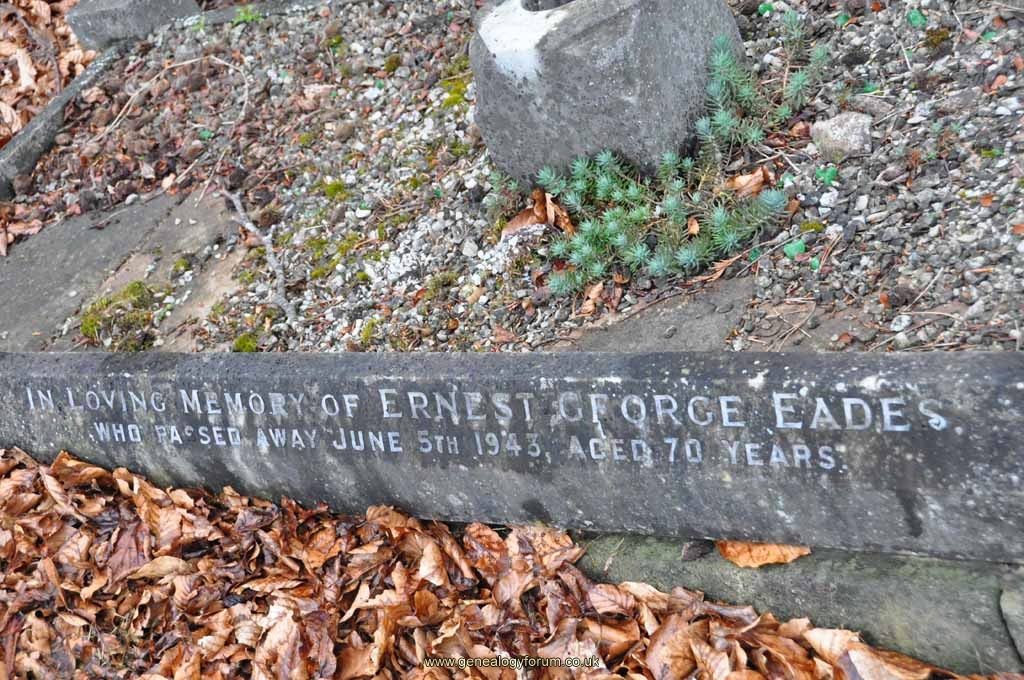 IN LOVING MEMORY OF ERNEST GEORGE EADES
WHO PASSED AWAY JUNE 5TH 1943, AGED 70 YEARS.
www.genealogyforum.co.uk